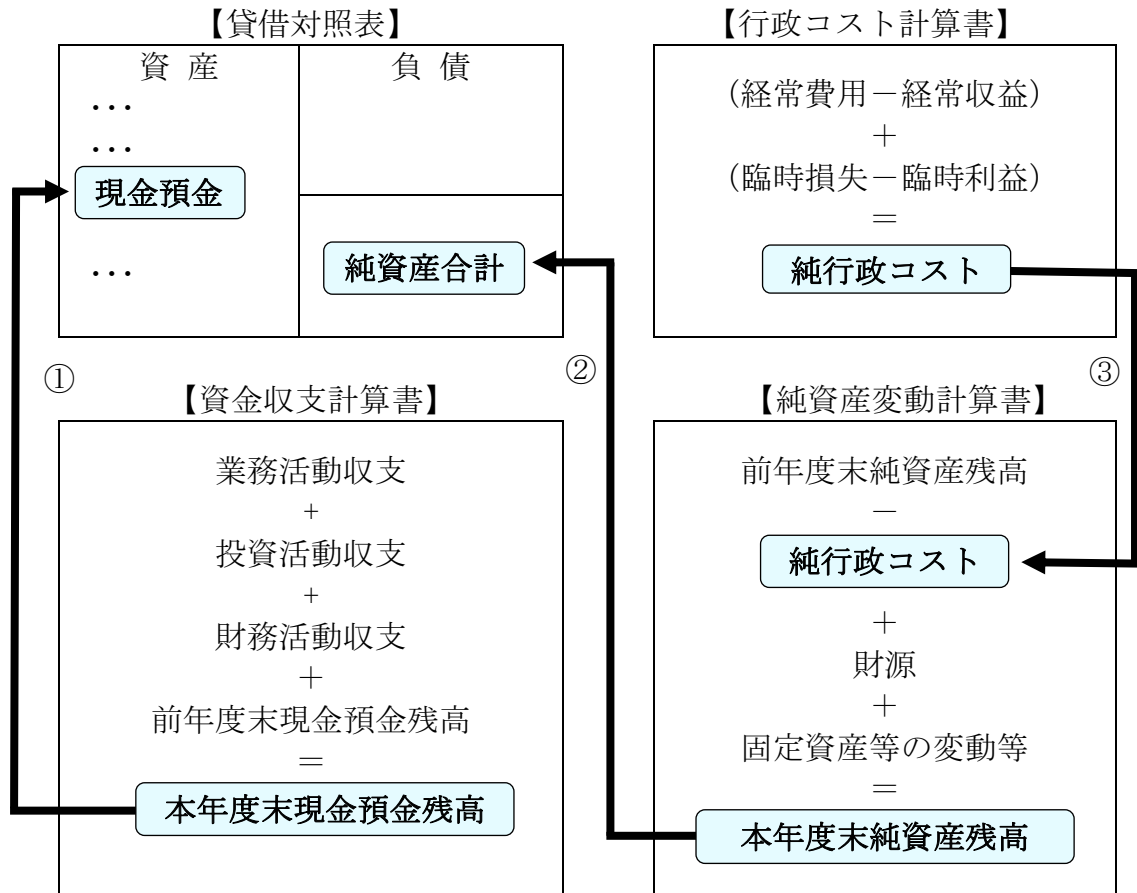 【貸借対照表】
資 産
負 債
・・・
・・・
現金預金
・・・
純資産合計
【行政コスト計算書】
(経常費用－経常収益)
＋
(臨時損失－臨時利益)
＝
純行政コスト
①
②
③
【資金収支計算書】
業務活動収支
+
投資活動収支
+
財務活動収支
＋
前年度末現金預金残高
＝
本年度末現金預金残高
【純資産変動計算書】
前年度末純資産残高
－
純行政コスト
＋
財源
＋
固定資産等の変動等
＝
本年度末純資産残高